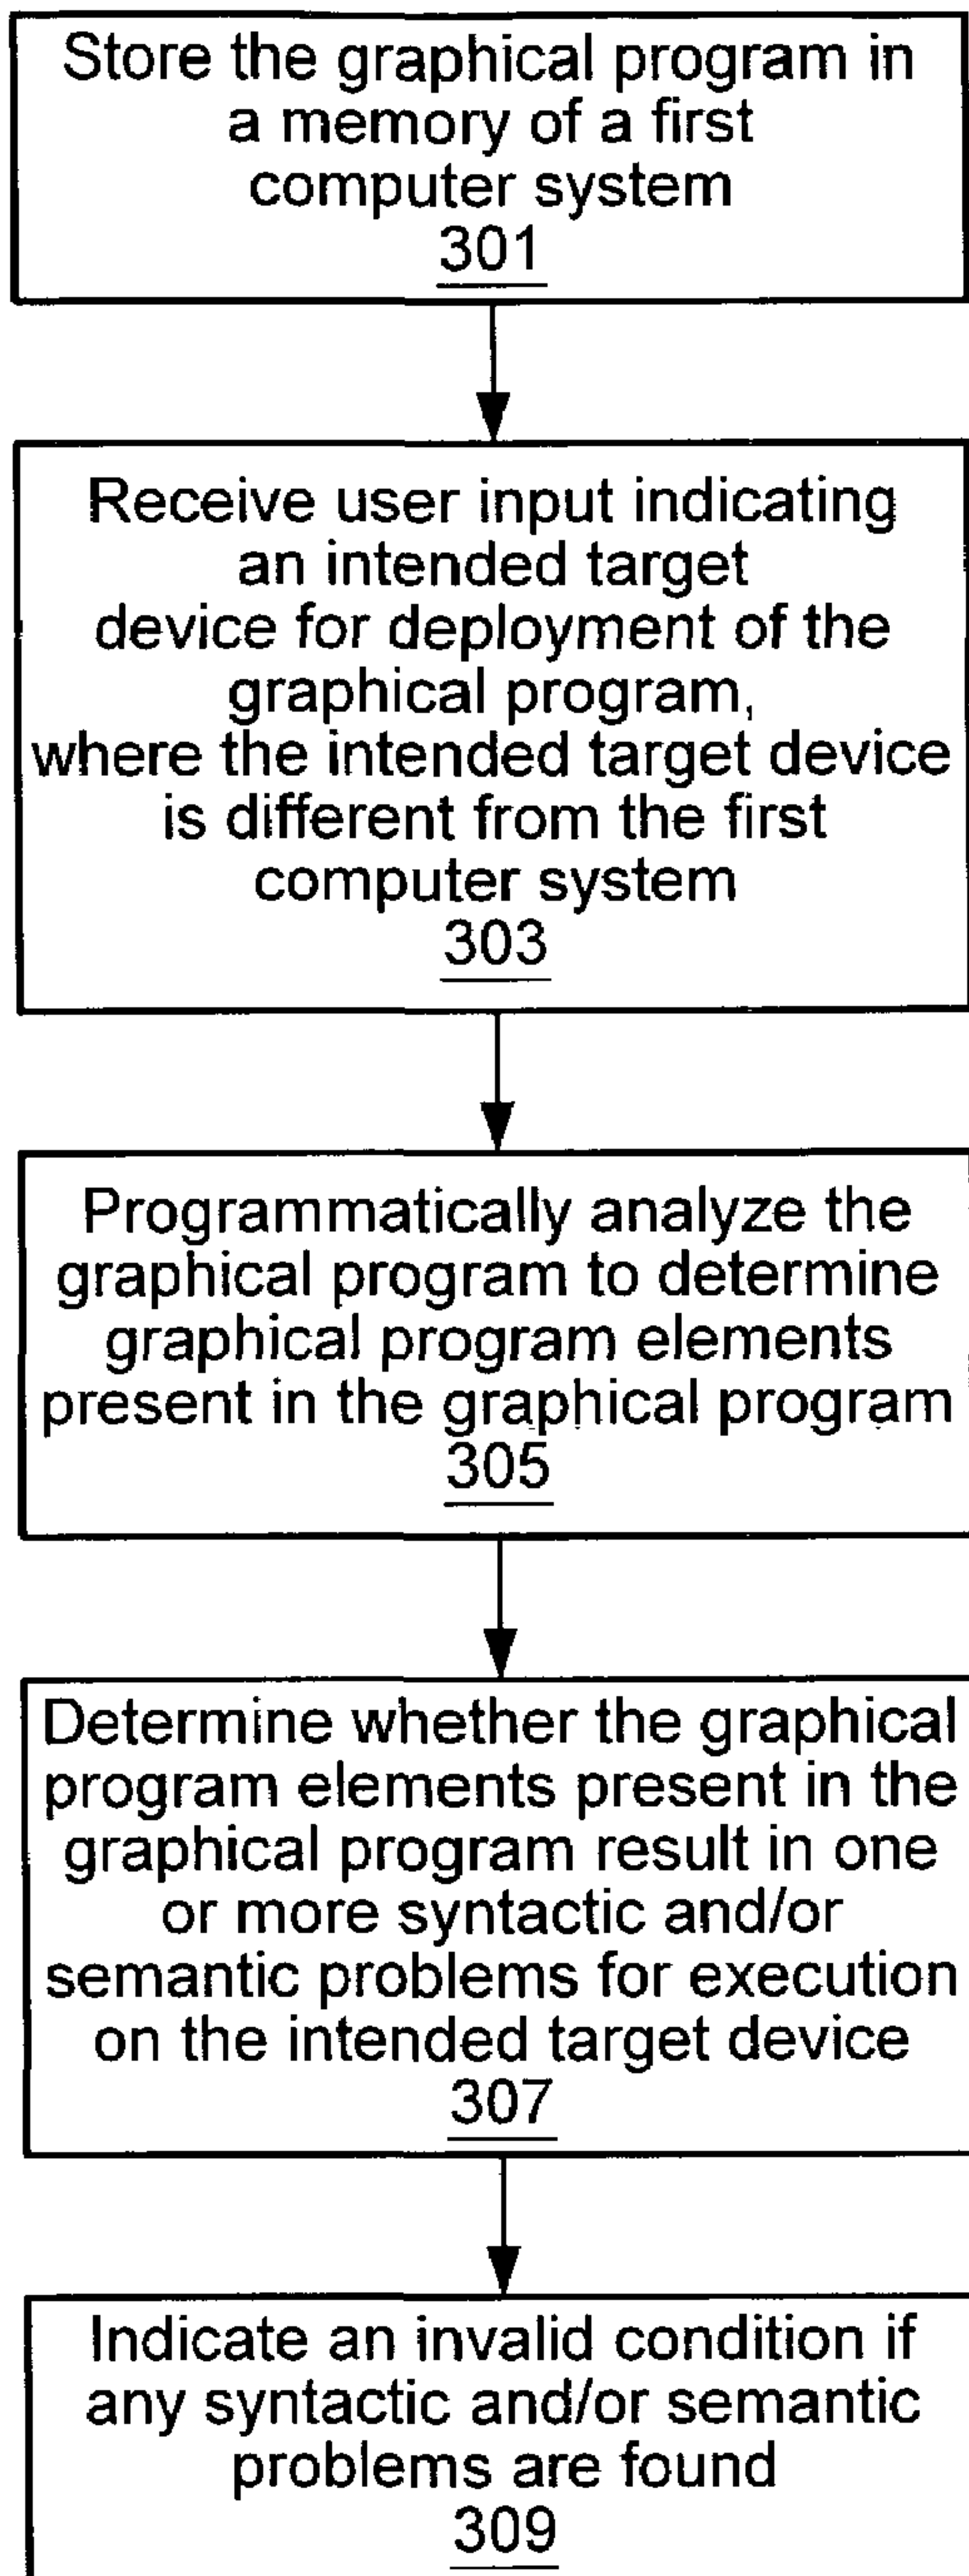 Store the graphical program in
a memory of a first
computer system
301
Receive user input indicating
an intended target
device for deployment of the
graphical program,
where the intended target device
is different from the first
computer system
303
Programmatically analyze the
graphical program to determine
graphical program elements
present in the graphical program
305
Determine whether the graphical
program elements present in the
graphical program result in one
or more syntactic and/or
semantic problems for execution
on the intended target device
307
Indicate an invalid condition if
any syntactic and/or semantic
problems are found
309